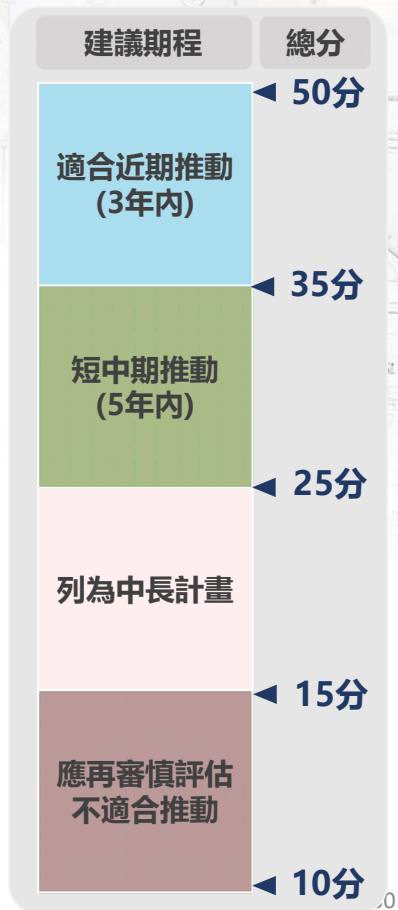 建議期程 總分
50分
適合近期推動
(3年內)
35分
短中期推動
(5年內)
25分
列為中長計畫
15分
應再審慎評估
不適合推動
10分